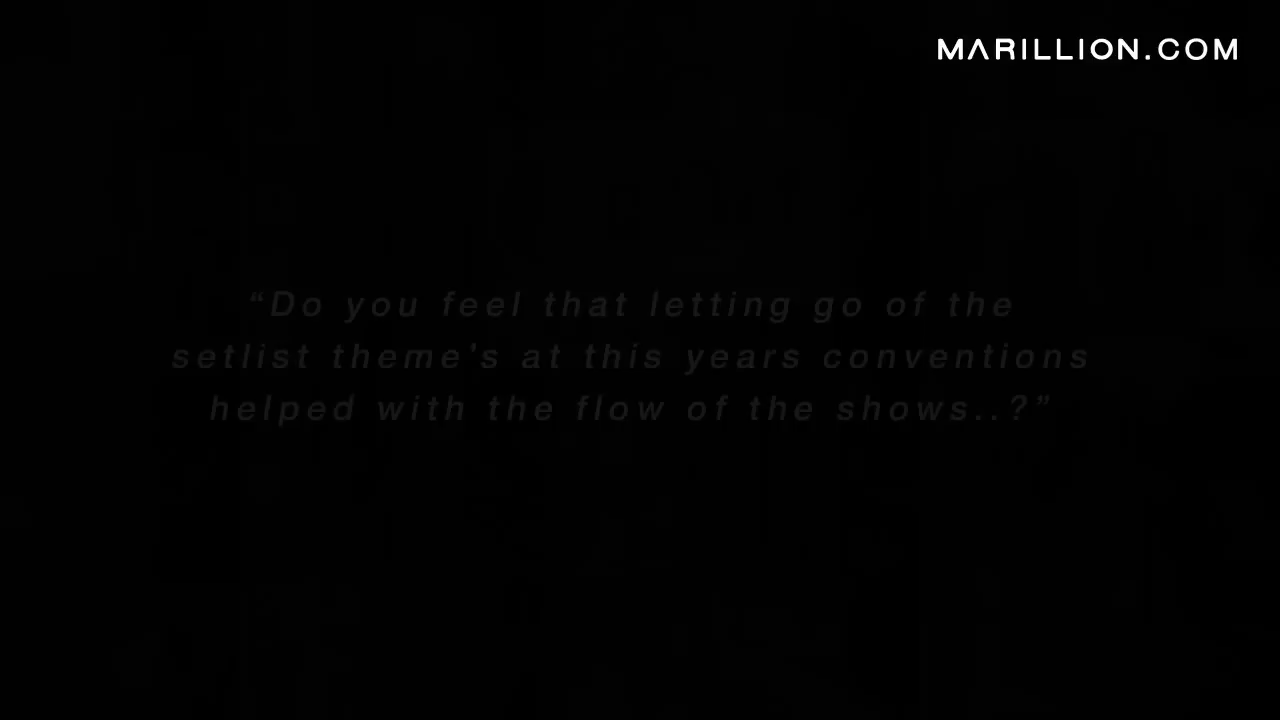 MARILLION.COM
“Do you feel that letting go of the
setlist theme's at this years conventions
helped with the flow of the shows..?”